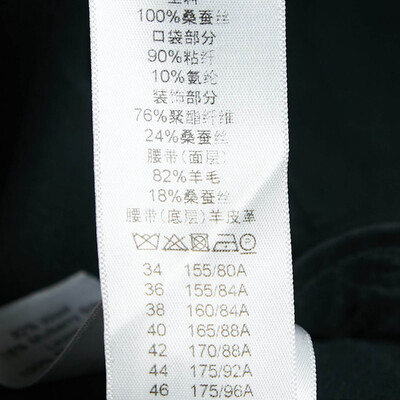 100%桑蚕丝
口袋部分
90%粘纤
10%氨纶
装饰部分
76%聚酯纤维
24%桑蚕丝
腰带(面层)
82%羊毛
18%桑蚕丝
腰带(底层)羊皮革
34 155/80A
36 155/84A
38 160/84A
40 165/88A
42 170/88A
44 175/92A
46 175/96A